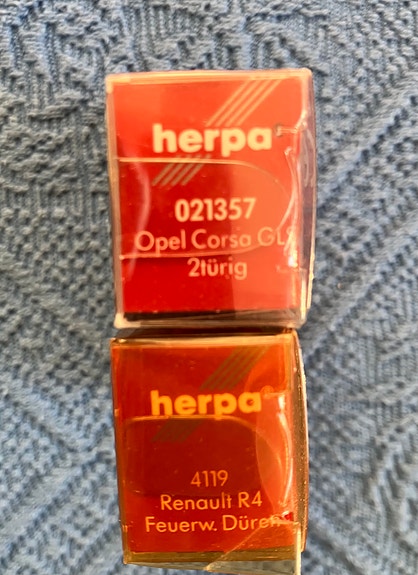 herpa
021357
Opel Corsa GL
2türig
herpa®
4119
Renault R4
Feuerw. Düren